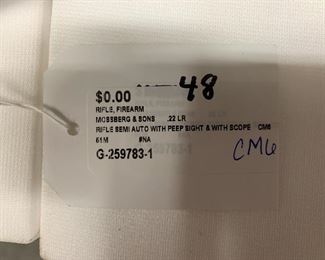 48
$0.00
RIFLE, FIREARM
MOSSBERG & SONS .22 LR
RIFLE SEMI AUTO WITH PEEP SIGHT & WITH SCOPE CM6
51M #NA
G-259783-1
CM6